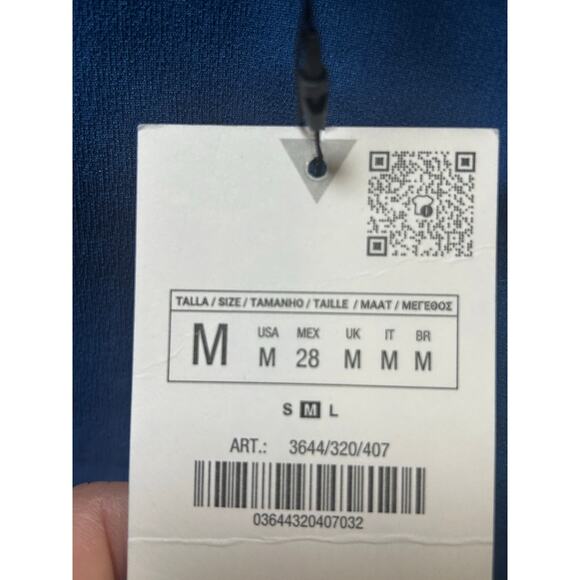 TALLA / SIZE / TAMANHO / TAILLE / MAAT / ΜΕΓΕΘΟΣ
M USA MEX UK IT BR
M 28 M M M
S M L
ART.: 3644/320/407
03644320407032